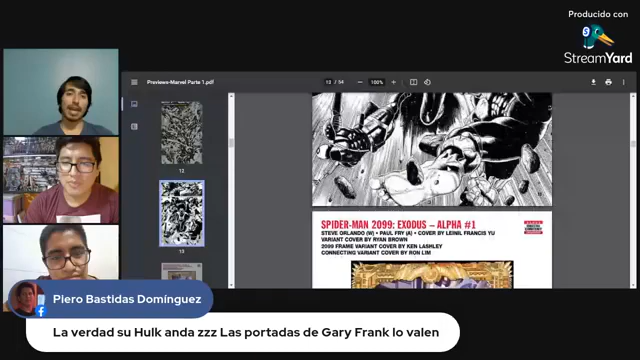 Producido con
StreamYard
Previews-Marvel Parte 1.pdf
13 / 54
100%
12
13
SPIDER-MAN 2099: EXODUS – ALPHA #1
STEVE ORLANDO (W) • PAUL FRY (A) • COVER BY LEINIL FRANCIS YU
VARIANT COVER BY RYAN BROWN
2099 FRAME VARIANT COVER BY KEN LASHLEY
CONNECTING VARIANT COVER BY RON LIM
Piero Bastidas Domínguez
La verdad su Hulk anda zzz Las portadas de Gary Frank lo valen